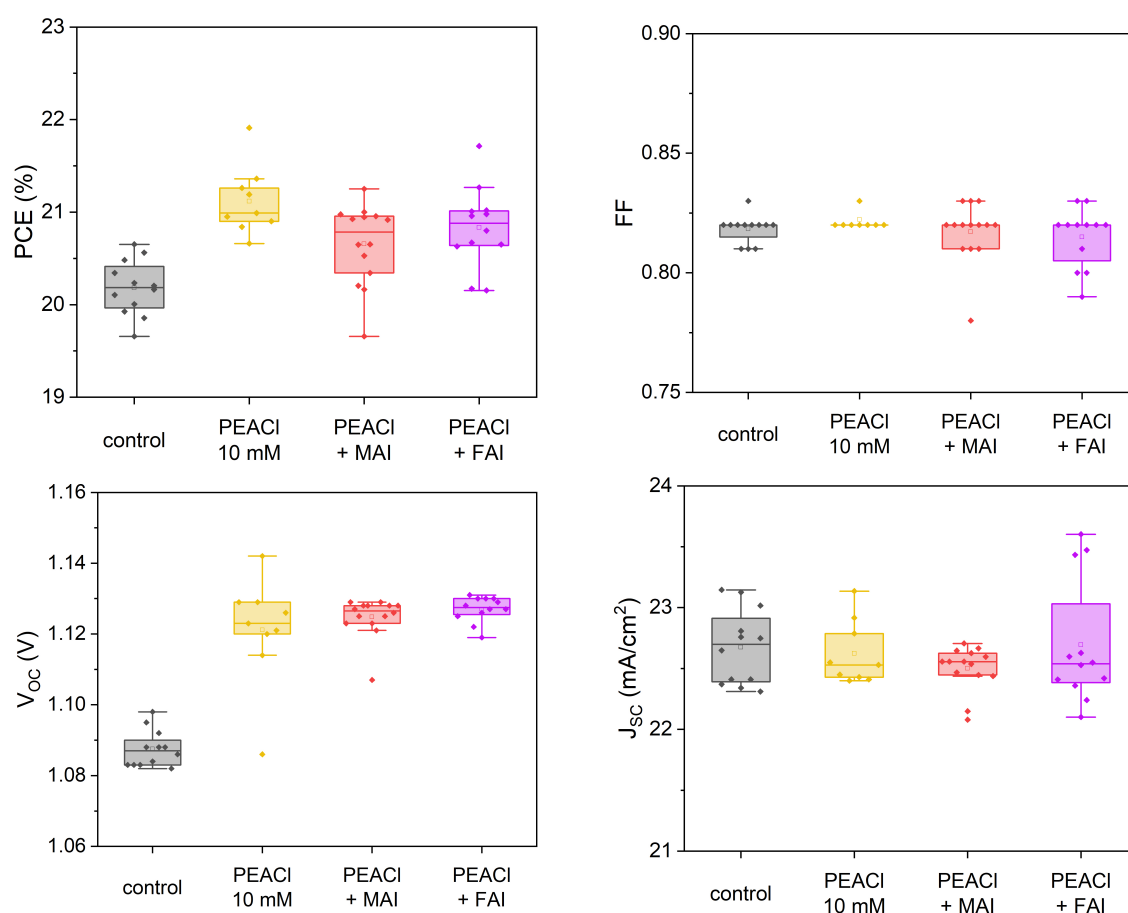 23
22
21
20
19
PCE (%)
control
PEACl
10 mM
PEACl
+ MAI
PEACl
+ FAI
0.90
0.85
0.80
0.75
FF
control
PEACl
10 mM
PEACl
+ MAI
PEACl
+ FAI
1.16
1.14
1.12
1.10
1.08
1.06
V_OC (V)
control
PEACl
10 mM
PEACl
+ MAI
PEACl
+ FAI
24
23
22
21
J_SC (mA/cm²)
control
PEACl
10 mM
PEACl
+ MAI
PEACl
+ FAI